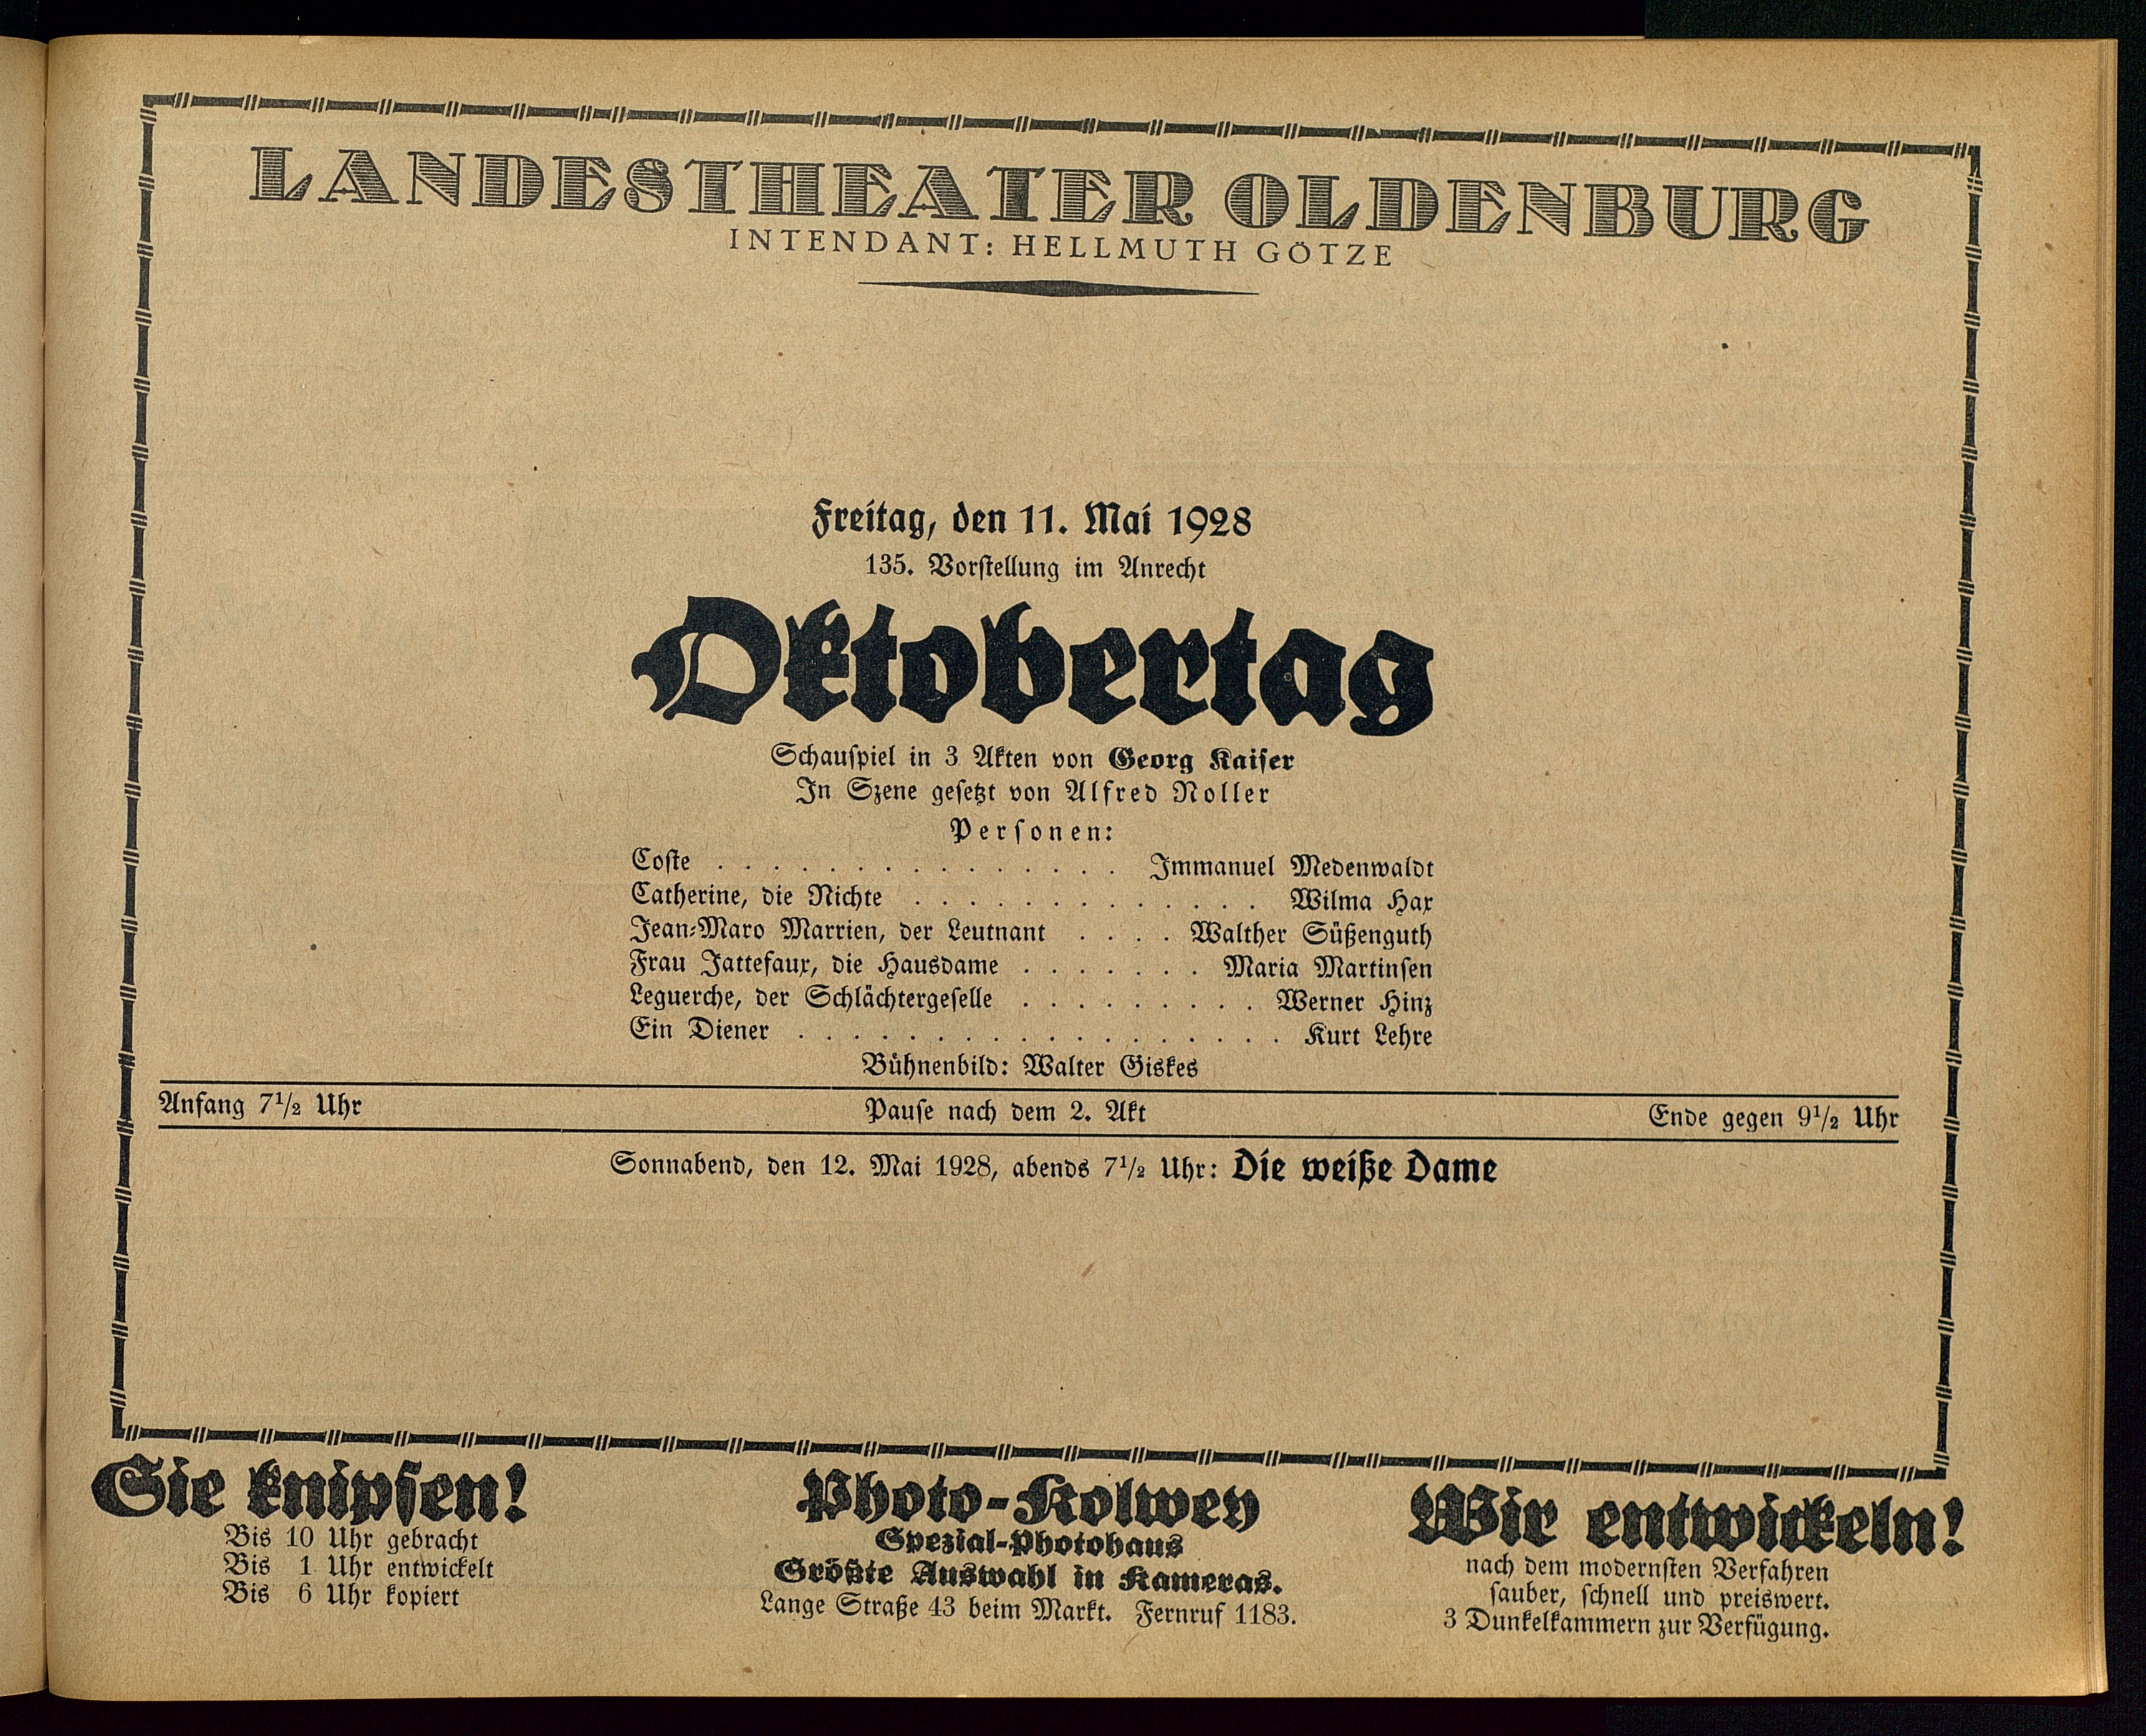 LANDESTHEATER OLDENBURG
INTENDANT: HELLMUTH GÖTZE
Freitag, den 11. Mai 1928
135. Vorstellung im Anrecht
Oktobertag
Schauspiel in 3 Akten von Georg Kaiser
In Szene gesetzt von Alfred Noller
Personen:
Coste . . . . . . . . . . . . . . . Immanuel Medenwaldt
Catherine, die Nichte . . . . . . . . . . . . . Wilma Hax
Jean-Maro Marrien, der Leutnant . . . . Walther Süßenguth
Frau Jattefaux, die Hausdame . . . . . . . Maria Martinsen
Leguerche, der Schlächtergeselle . . . . . . . . . Werner Hinz
Ein Diener . . . . . . . . . . . . . . . . . . Kurt Lehre
Bühnenbild: Walter Giskes
Anfang 7½ Uhr Pause nach dem 2. Akt Ende gegen 9½ Uhr
Sonnabend, den 12. Mai 1928, abends 7½ Uhr: Die weiße Dame
Sie knipsen!
Bis 10 Uhr gebracht
Bis 1 Uhr entwickelt
Bis 6 Uhr kopiert
Photo-Kolwey
Spezial-Photohaus
Größte Auswahl in Kameras.
Lange Straße 43 beim Markt. Fernruf 1183.
Wir entwickeln!
nach dem modernsten Verfahren
sauber, schnell und preiswert.
3 Dunkelkammern zur Verfügung.